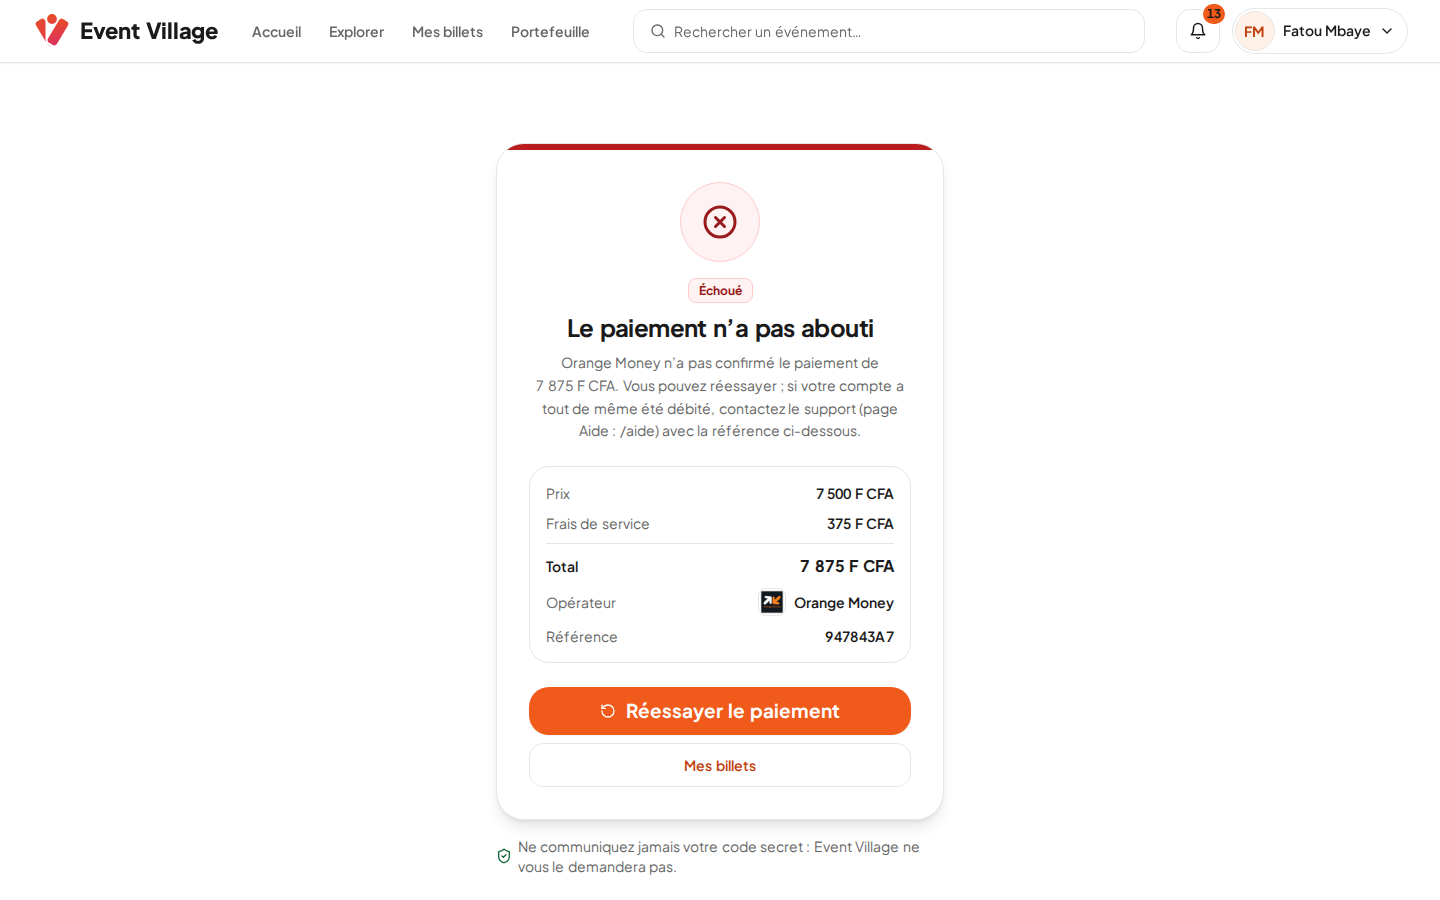 Event Village
Accueil
Explorer
Mes billets
Portefeuille
Rechercher un événement...
13
FM
Fatou Mbaye
Échoué
Le paiement n’a pas abouti
Orange Money n’a pas confirmé le paiement de
7 875 F CFA. Vous pouvez réessayer ; si votre compte a
tout de même été débité, contactez le support (page
Aide : /aide) avec la référence ci-dessous.
Prix
7 500 F CFA
Frais de service
375 F CFA
Total
7 875 F CFA
Opérateur
Orange Money
Référence
947843A7
Réessayer le paiement
Mes billets
Ne communiquez jamais votre code secret : Event Village ne
vous le demandera pas.